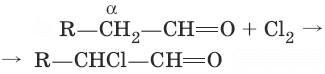 α
R—CH₂—CH═O + Cl₂ →
→ R—CHCl—CH═O